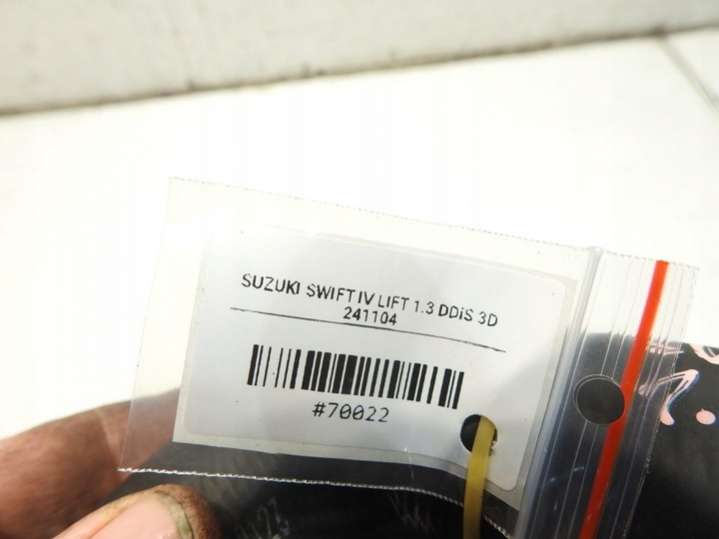 SUZUKI SWIFT IV LIFT 1.3 DDiS 3D
241104
#70022